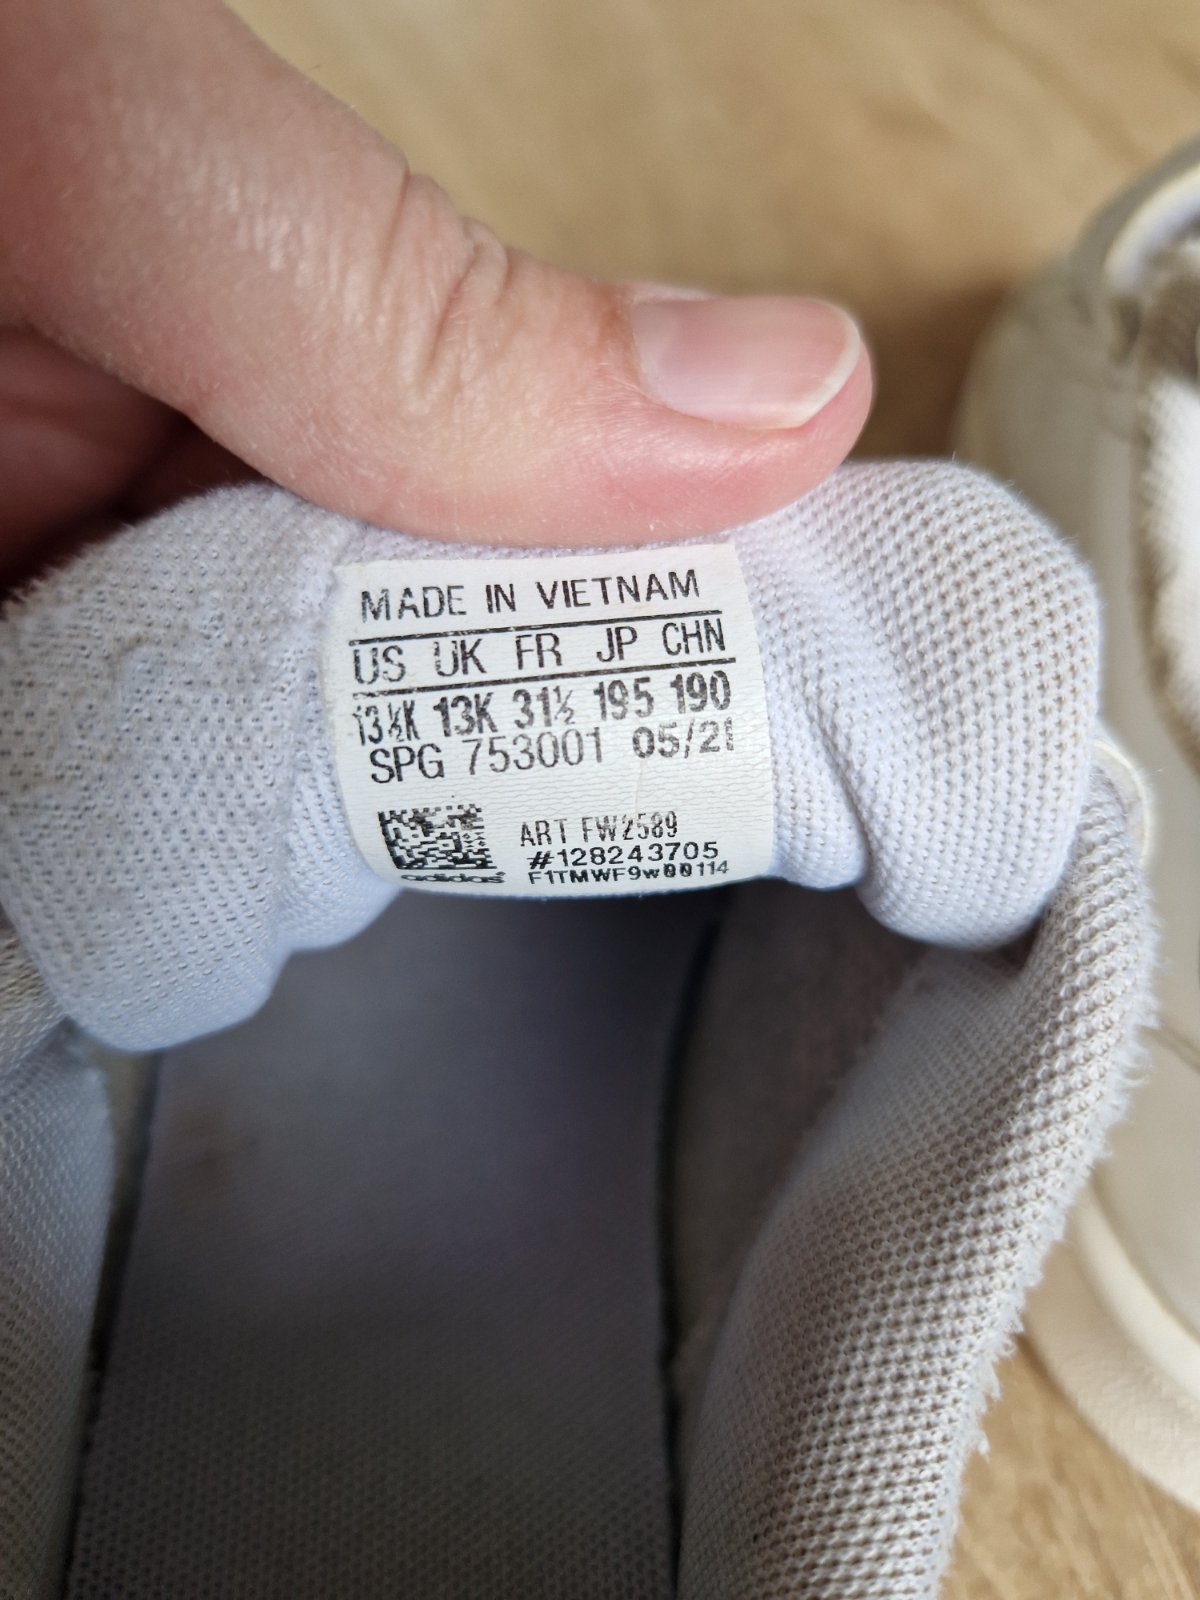 MADE IN VIETNAM
US UK FR JP CHN
13½K 13K 31½ 195 190
SPG 753001 05/21
ART FW2589
#128243705
adidas F1TMWF9w00114